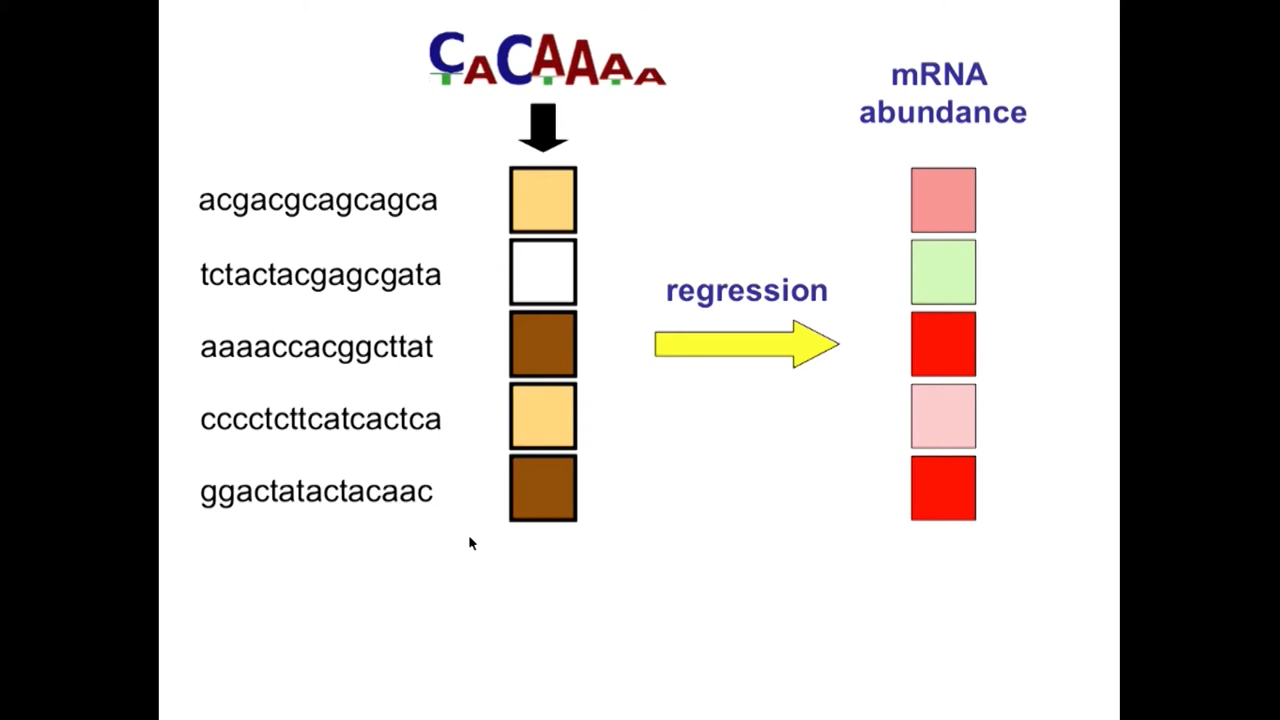 CACAAAA
mRNA
abundance
acgacgcagcagca
tctactacgagcgata
regression
aaaaccacggcttat
cccctcttcatcactca
ggactatactacaac